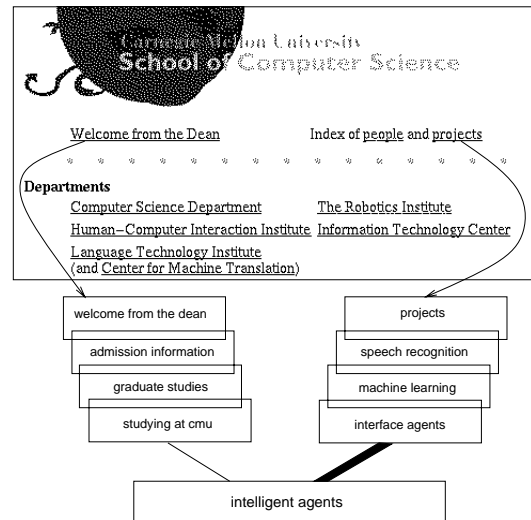 Carnegie Mellon University
School of Computer Science
Welcome from the Dean
Index of people and projects
Departments
Computer Science Department
The Robotics Institute
Human-Computer Interaction Institute
Information Technology Center
Language Technology Institute
(and Center for Machine Translation)
welcome from the dean
admission information
graduate studies
studying at cmu
projects
speech recognition
machine learning
interface agents
intelligent agents